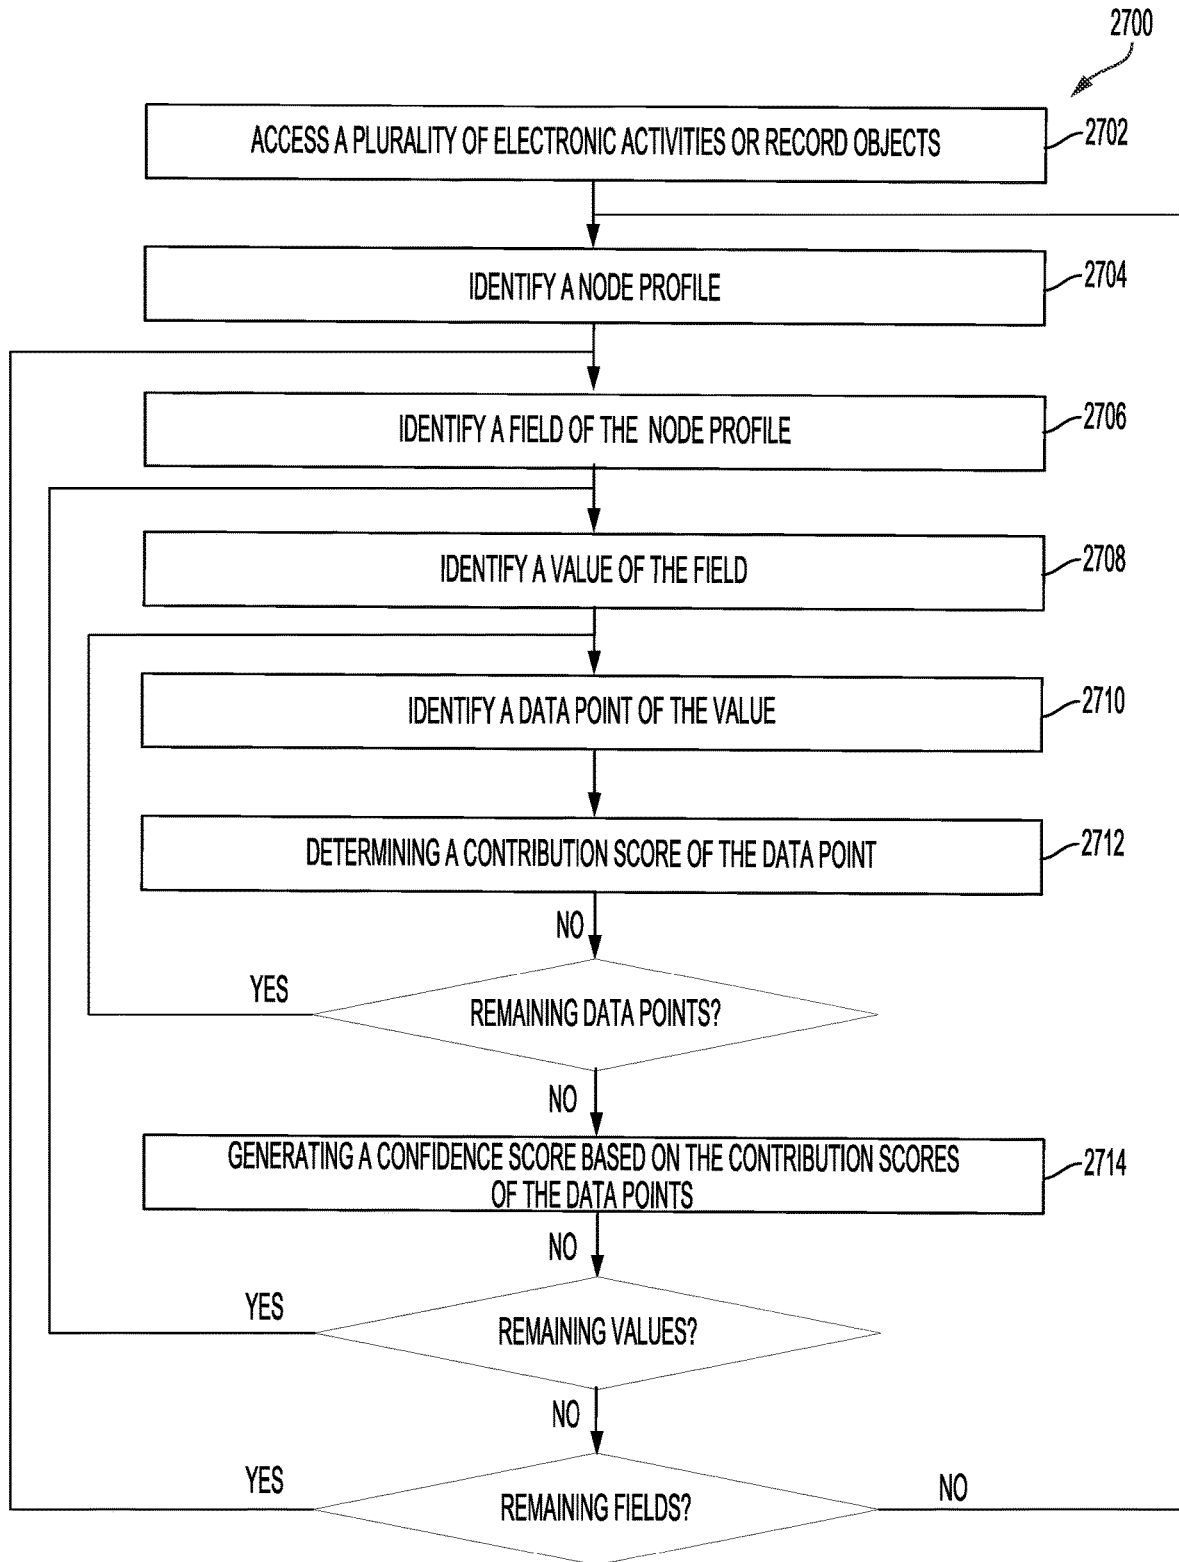 2700
ACCESS A PLURALITY OF ELECTRONIC ACTIVITIES OR RECORD OBJECTS
2702
IDENTIFY A NODE PROFILE
2704
IDENTIFY A FIELD OF THE NODE PROFILE
2706
IDENTIFY A VALUE OF THE FIELD
2708
IDENTIFY A DATA POINT OF THE VALUE
2710
DETERMINING A CONTRIBUTION SCORE OF THE DATA POINT
2712
NO
YES
REMAINING DATA POINTS?
NO
GENERATING A CONFIDENCE SCORE BASED ON THE CONTRIBUTION SCORES
OF THE DATA POINTS
2714
NO
YES
REMAINING VALUES?
NO
YES
REMAINING FIELDS?
NO